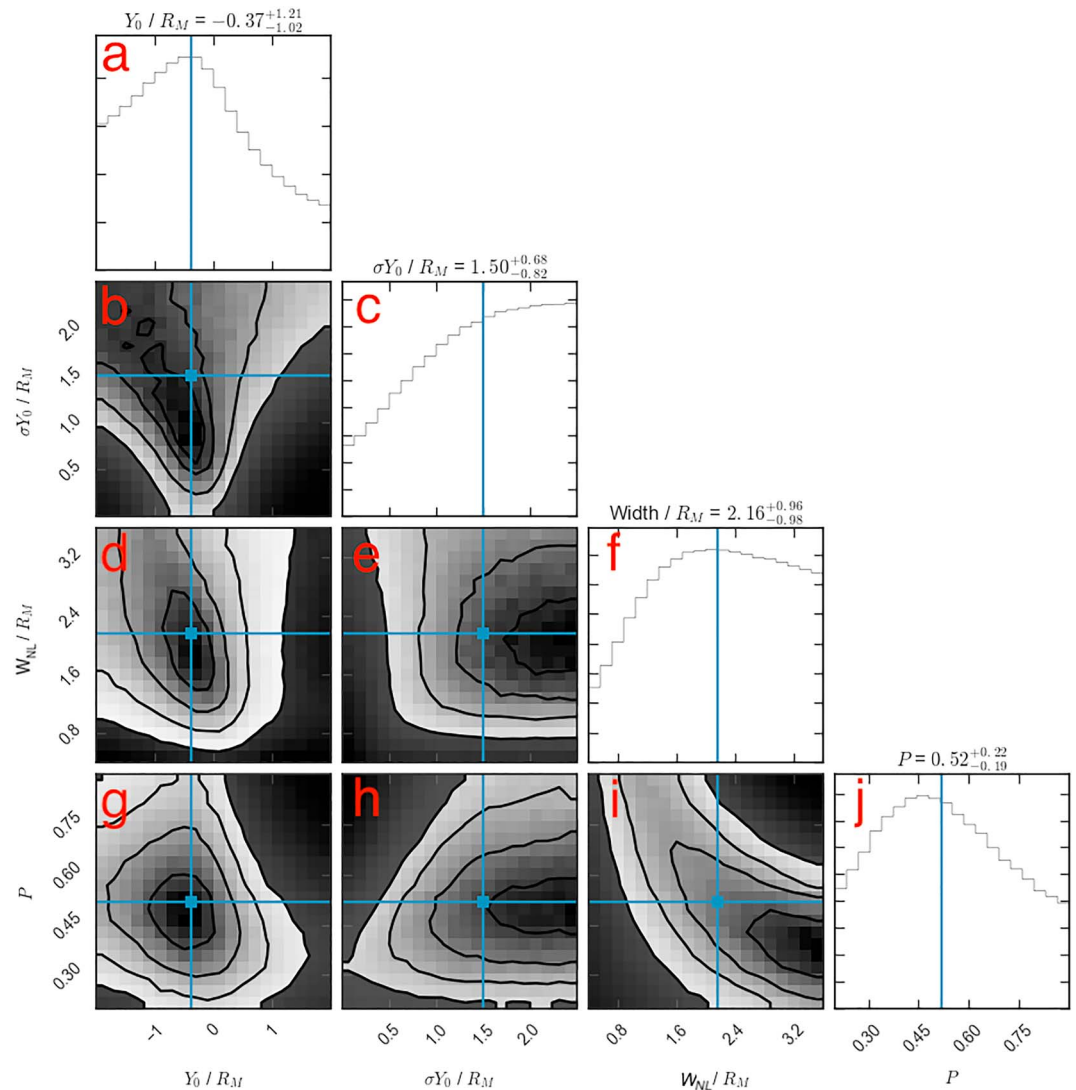 Y₀ / R_M = −0.37 +1.21 −1.02
a
σY₀ / R_M = 1.50 +0.68 −0.82
b
c
2.0
1.5
1.0
0.5
σY₀ / R_M
Width / R_M = 2.16 +0.96 −0.98
d
e
f
3.2
2.4
1.6
0.8
W_NL / R_M
P = 0.52 +0.22 −0.19
g
h
i
j
0.75
0.60
0.45
0.30
P
−1 0 1
0.5 1.0 1.5 2.0
0.8 1.6 2.4 3.2
0.30 0.45 0.60 0.75
Y₀ / R_M
σY₀ / R_M
W_NL / R_M
P